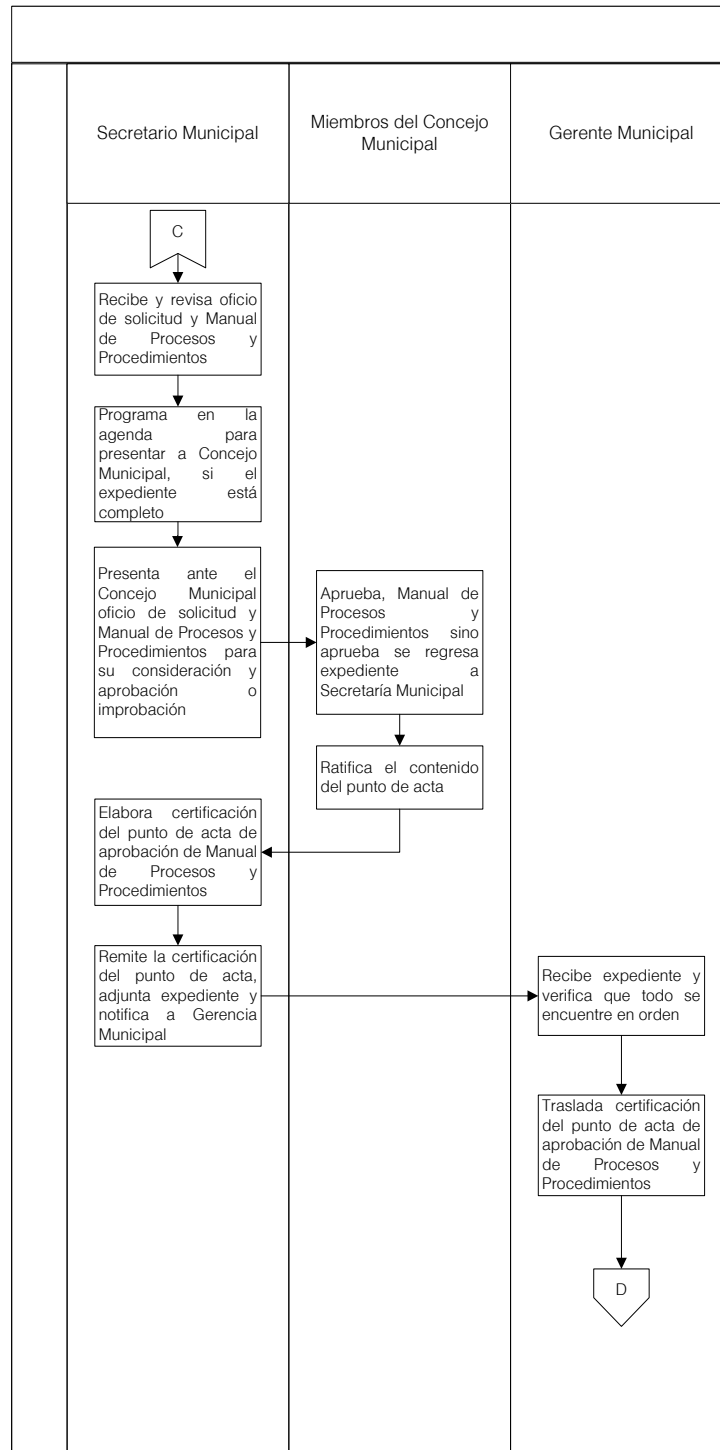 Secretario Municipal
Miembros del Concejo
Municipal
Gerente Municipal
C
Recibe y revisa oficio
de solicitud y Manual
de Procesos y
Procedimientos
Programa en la
agenda para
presentar a Concejo
Municipal, si el
expediente está
completo
Presenta ante el
Concejo Municipal
oficio de solicitud y
Manual de Procesos y
Procedimientos para
su consideración y
aprobación o
improbación
Aprueba, Manual de
Procesos y
Procedimientos sino
aprueba se regresa
expediente a
Secretaría Municipal
Ratifica el contenido
del punto de acta
Elabora certificación
del punto de acta de
aprobación de Manual
de Procesos y
Procedimientos
Remite la certificación
del punto de acta,
adjunta expediente y
notifica a Gerencia
Municipal
Recibe expediente y
verifica que todo se
encuentre en orden
Traslada certificación
del punto de acta de
aprobación de Manual
de Procesos y
Procedimientos
D